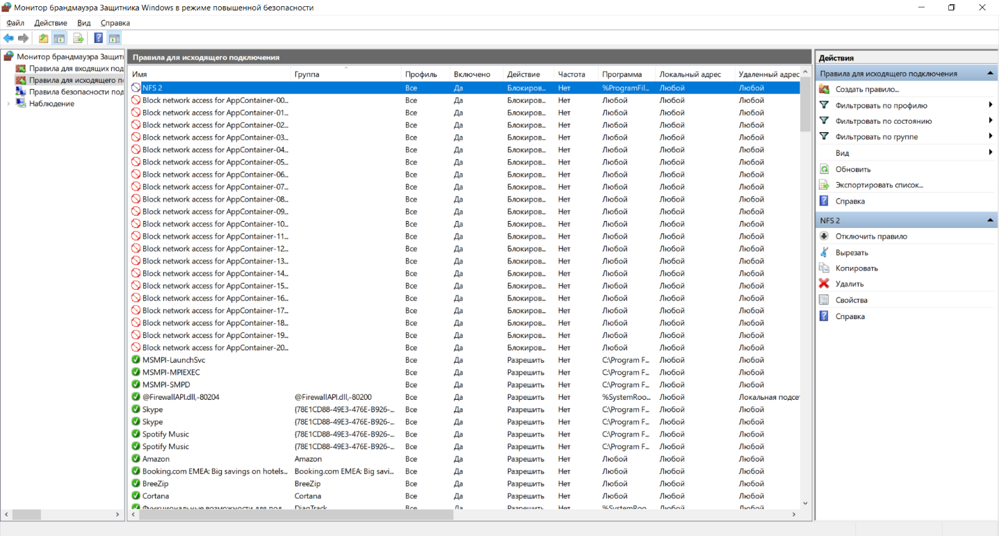 Монитор брандмауэра Защитника Windows в режиме повышенной безопасности
Файл Действие Вид Справка
Монитор брандмауэра Защит
Правила для входящих под
Правила для исходящего п
Правила безопасности под
Наблюдение
Правила для исходящего подключения
Имя Группа Профиль Включено Действие Частота Программа Локальный адрес Удаленный адрес
NFS 2 Все Да Блокиров... Нет %ProgramFil... Любой Любой
Block network access for AppContainer-00... Все Да Блокиров... Нет Любой Любой Любой
Block network access for AppContainer-01... Все Да Блокиров... Нет Любой Любой Любой
Block network access for AppContainer-02... Все Да Блокиров... Нет Любой Любой Любой
Block network access for AppContainer-03... Все Да Блокиров... Нет Любой Любой Любой
Block network access for AppContainer-04... Все Да Блокиров... Нет Любой Любой Любой
Block network access for AppContainer-05... Все Да Блокиров... Нет Любой Любой Любой
Block network access for AppContainer-06... Все Да Блокиров... Нет Любой Любой Любой
Block network access for AppContainer-07... Все Да Блокиров... Нет Любой Любой Любой
Block network access for AppContainer-08... Все Да Блокиров... Нет Любой Любой Любой
Block network access for AppContainer-09... Все Да Блокиров... Нет Любой Любой Любой
Block network access for AppContainer-10... Все Да Блокиров... Нет Любой Любой Любой
Block network access for AppContainer-11... Все Да Блокиров... Нет Любой Любой Любой
Block network access for AppContainer-12... Все Да Блокиров... Нет Любой Любой Любой
Block network access for AppContainer-13... Все Да Блокиров... Нет Любой Любой Любой
Block network access for AppContainer-14... Все Да Блокиров... Нет Любой Любой Любой
Block network access for AppContainer-15... Все Да Блокиров... Нет Любой Любой Любой
Block network access for AppContainer-16... Все Да Блокиров... Нет Любой Любой Любой
Block network access for AppContainer-17... Все Да Блокиров... Нет Любой Любой Любой
Block network access for AppContainer-18... Все Да Блокиров... Нет Любой Любой Любой
Block network access for AppContainer-19... Все Да Блокиров... Нет Любой Любой Любой
Block network access for AppContainer-20... Все Да Блокиров... Нет Любой Любой Любой
MSMPI-LaunchSvc Все Да Разрешить Нет C:\Program F... Любой Любой
MSMPI-MPIEXEC Все Да Разрешить Нет C:\Program F... Любой Любой
MSMPI-SMPD Все Да Разрешить Нет C:\Program F... Любой Любой
@FirewallAPI.dll,-80204 @FirewallAPI.dll,-80200 Все Да Разрешить Нет %SystemRoo... Любой Локальная подсе
Skype {78E1CD88-49E3-476E-B926-... Все Да Разрешить Нет C:\Program F... Любой Любой
Skype {78E1CD88-49E3-476E-B926-... Все Да Разрешить Нет C:\Program F... Любой Любой
Spotify Music {78E1CD88-49E3-476E-B926-... Все Да Разрешить Нет C:\Program F... Любой Любой
Spotify Music {78E1CD88-49E3-476E-B926-... Все Да Разрешить Нет C:\Program F... Любой Любой
Amazon Amazon Все Да Разрешить Нет Любой Любой Любой
Booking.com EMEA: Big savings on hotels... Booking.com EMEA: Big savi... Все Да Разрешить Нет Любой Любой Любой
BreeZip BreeZip Все Да Разрешить Нет Любой Любой Любой
Cortana Cortana Все Да Разрешить Нет Любой Любой Любой
Функциональные возможности для под... DiagTrack Все Да Разрешить Нет %SystemRoo... Любой Любой
Действия
Правила для исходящего подключения
Создать правило...
Фильтровать по профилю
Фильтровать по состоянию
Фильтровать по группе
Вид
Обновить
Экспортировать список...
Справка
NFS 2
Отключить правило
Вырезать
Копировать
Удалить
Свойства
Справка